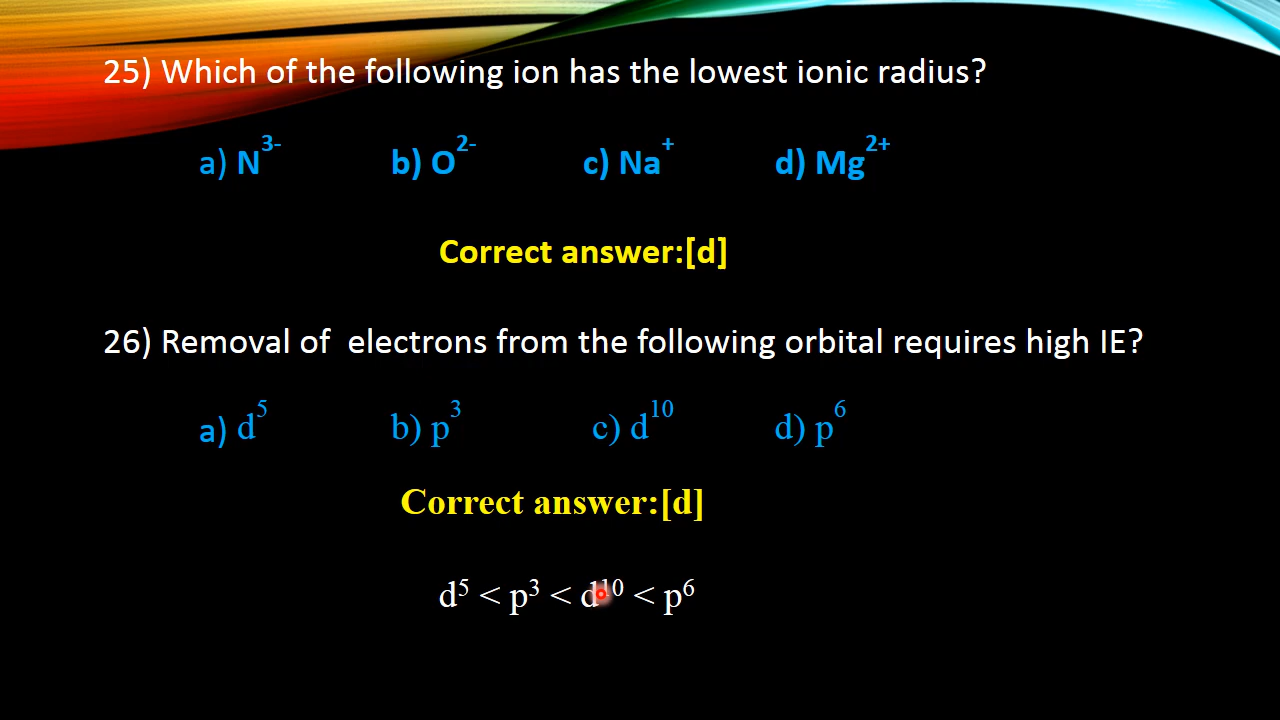 25) Which of the following ion has the lowest ionic radius?
a) N³⁻ b) O²⁻ c) Na⁺ d) Mg²⁺
Correct answer:[d]
26) Removal of electrons from the following orbital requires high IE?
a) d⁵ b) p³ c) d¹⁰ d) p⁶
Correct answer:[d]
d⁵ < p³ < d¹⁰ < p⁶